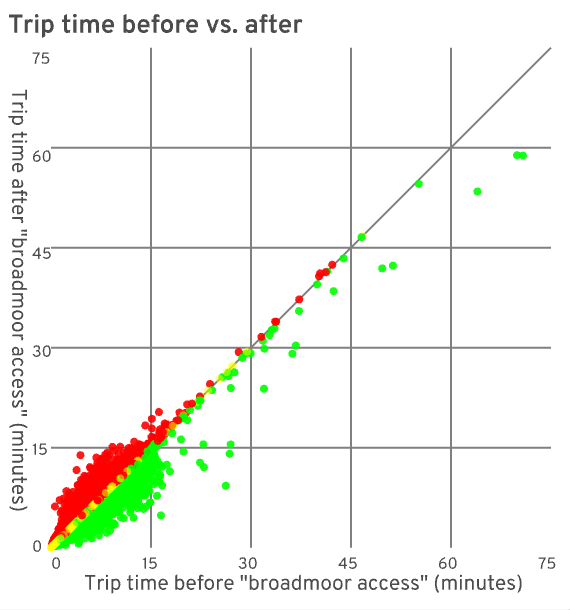 Trip time before vs. after
75
60
45
30
15
0
Trip time after "broadmoor access" (minutes)
0 15 30 45 60 75
Trip time before "broadmoor access" (minutes)